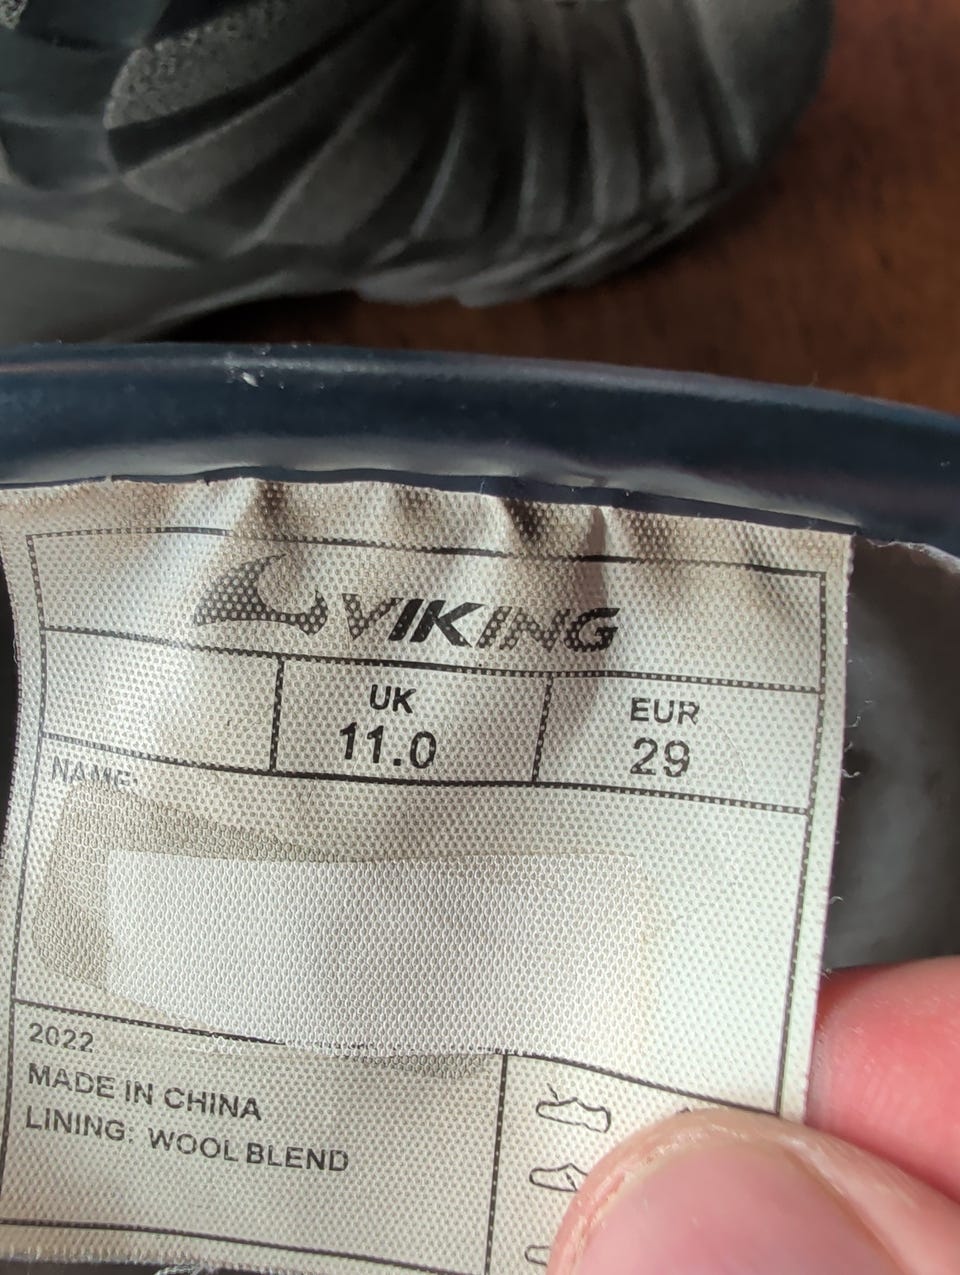 VIKING
UK
11.0
EUR
29
NAME:
2022
MADE IN CHINA
LINING: WOOL BLEND